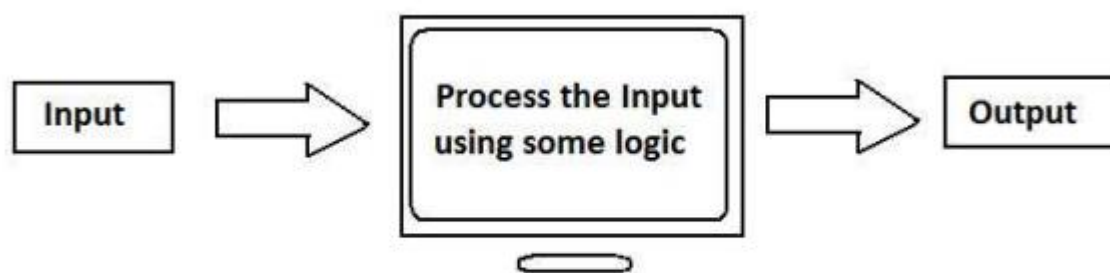 Input
Process the Input
using some logic
Output